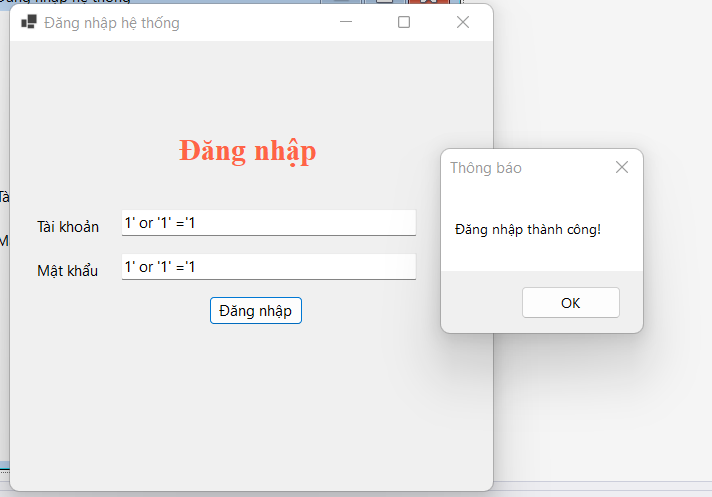 Đăng nhập hệ thống
Đăng nhập
Tài khoản
1' or '1' ='1
Mật khẩu
1' or '1' ='1
Đăng nhập
Thông báo
Đăng nhập thành công!
OK